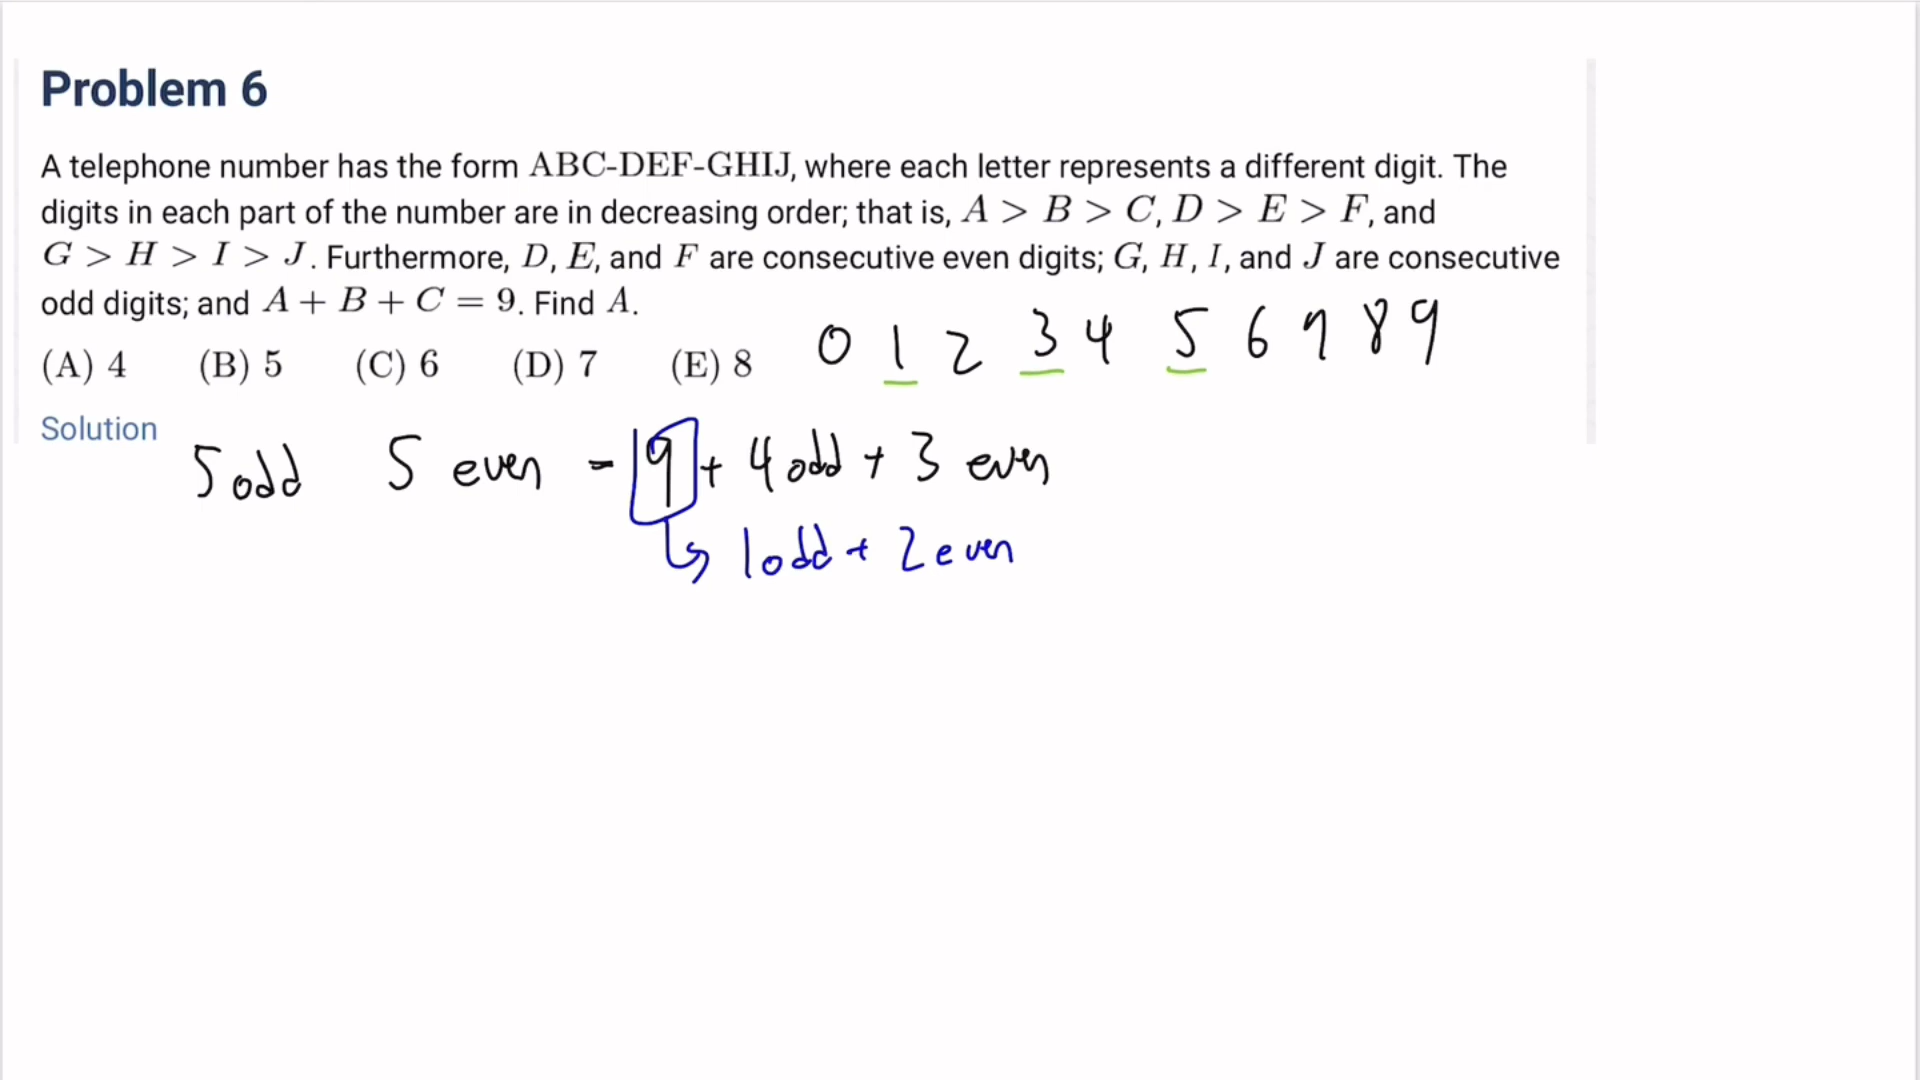 Problem 6
A telephone number has the form ABC-DEF-GHIJ, where each letter represents a different digit. The
digits in each part of the number are in decreasing order; that is, A > B > C, D > E > F, and
G > H > I > J. Furthermore, D, E, and F are consecutive even digits; G, H, I, and J are consecutive
odd digits; and A + B + C = 9. Find A.
0 1 2 3 4 5 6 7 8 9
(A) 4 (B) 5 (C) 6 (D) 7 (E) 8
Solution
5 odd 5 even - 9 + 4 odd + 3 even
1 odd + 2 even